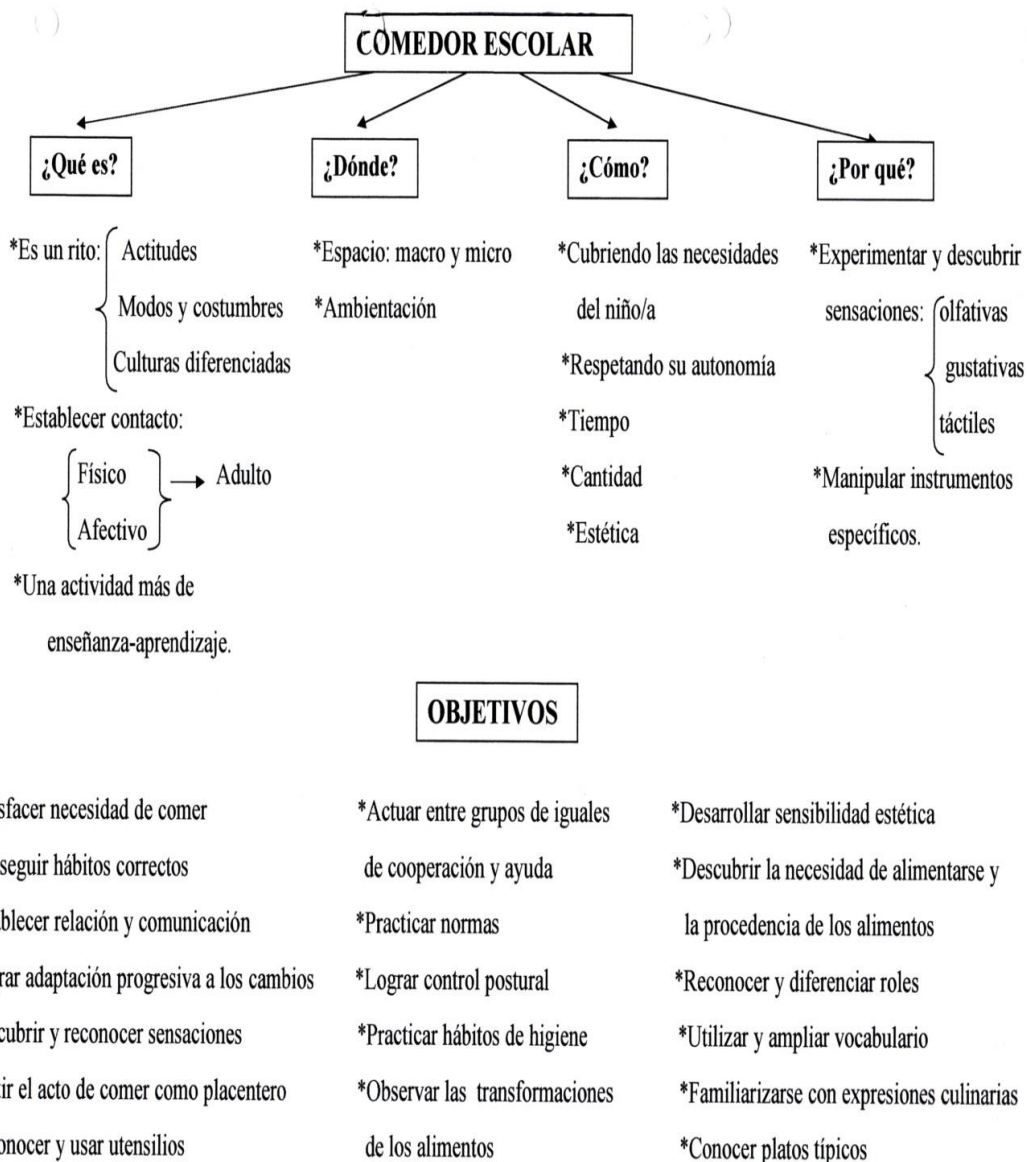 COMEDOR ESCOLAR
¿Qué es?
*Es un rito:
Actitudes
Modos y costumbres
Culturas diferenciadas
*Establecer contacto:
Físico
Afectivo
Adulto
*Una actividad más de
enseñanza-aprendizaje.
¿Dónde?
*Espacio: macro y micro
*Ambientación
¿Cómo?
*Cubriendo las necesidades
del niño/a
*Respetando su autonomía
*Tiempo
*Cantidad
*Estética
¿Por qué?
*Experimentar y descubrir
sensaciones:
olfativas
gustativas
táctiles
*Manipular instrumentos
específicos.
OBJETIVOS
necesidad de comer
hábitos correctos
relación y comunicación
adaptación progresiva a los cambios
y reconocer sensaciones
el acto de comer como placentero
y usar utensilios
*Actuar entre grupos de iguales
de cooperación y ayuda
*Practicar normas
*Lograr control postural
*Practicar hábitos de higiene
*Observar las transformaciones
de los alimentos
*Desarrollar sensibilidad estética
*Descubrir la necesidad de alimentarse y
la procedencia de los alimentos
*Reconocer y diferenciar roles
*Utilizar y ampliar vocabulario
*Familiarizarse con expresiones culinarias
*Conocer platos típicos